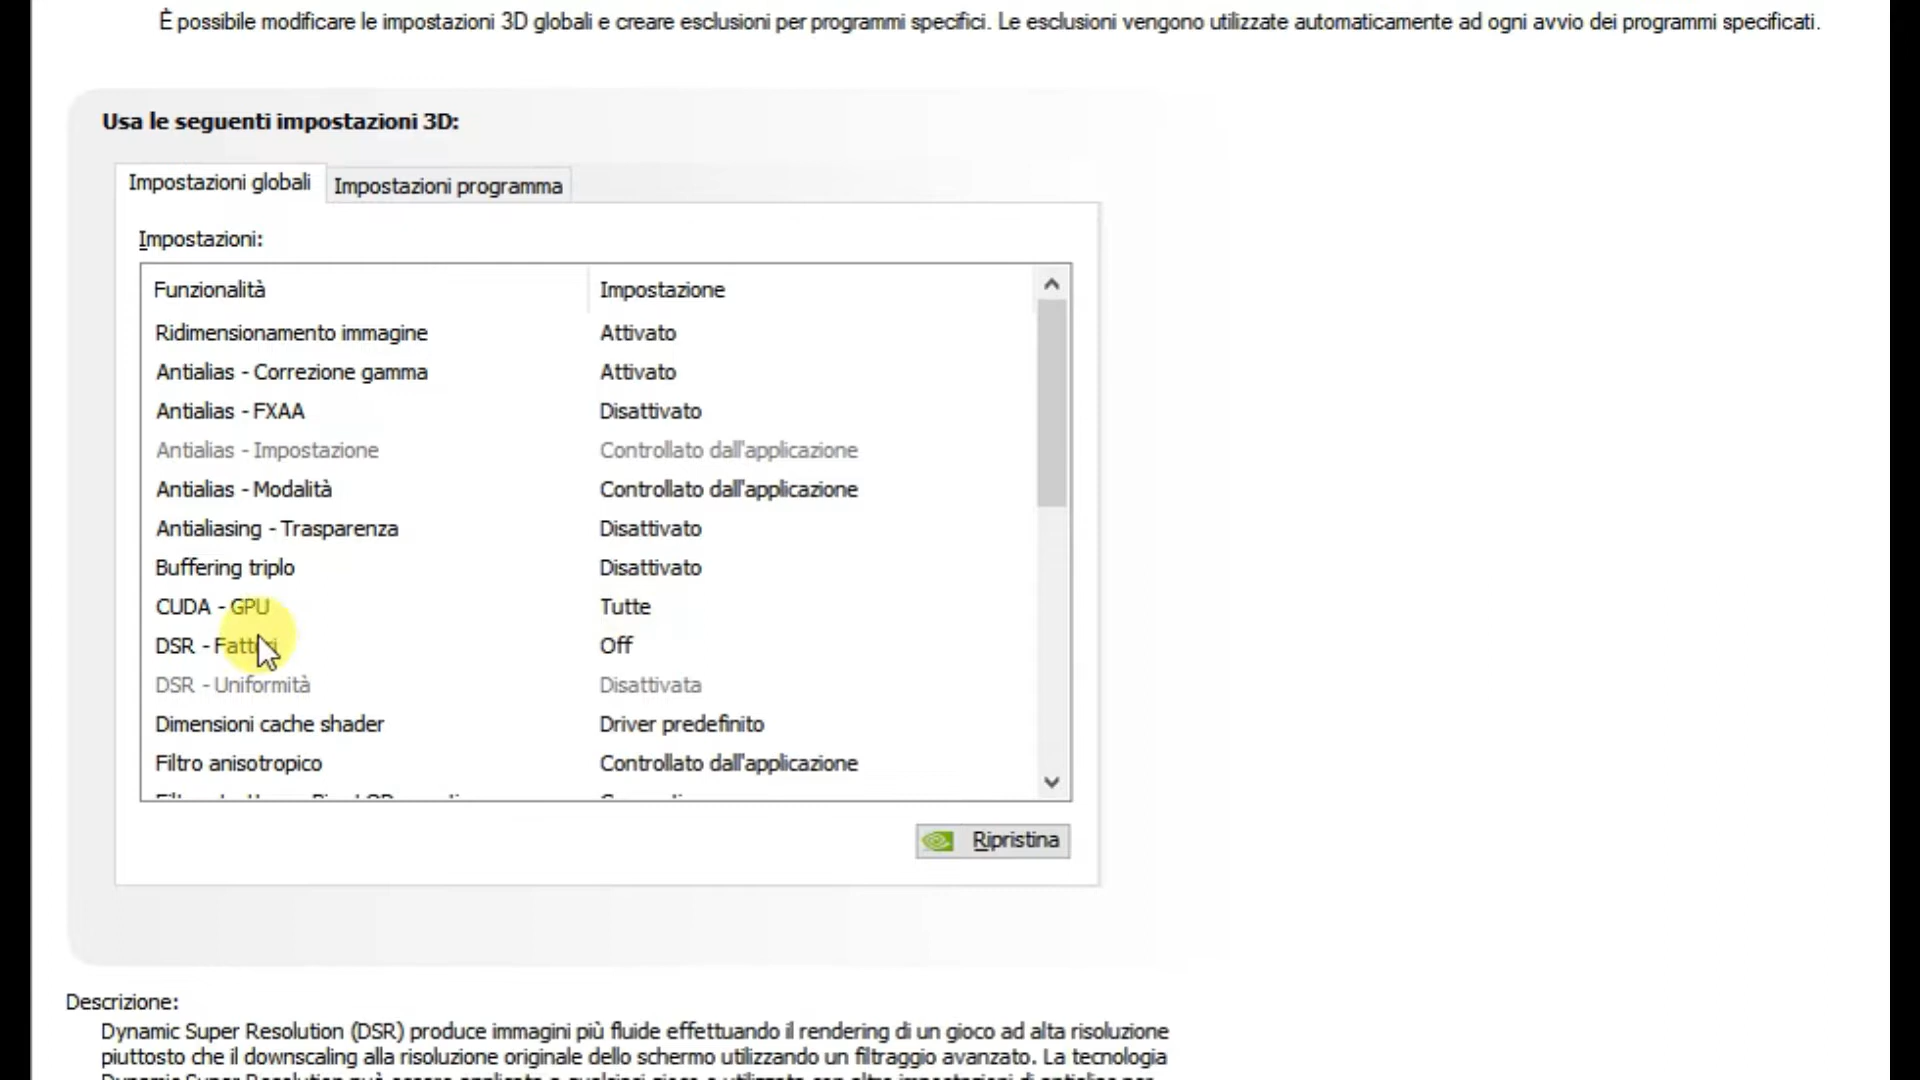 È possibile modificare le impostazioni 3D globali e creare esclusioni per programmi specifici. Le esclusioni vengono utilizzate automaticamente ad ogni avvio dei programmi specificati.
Usa le seguenti impostazioni 3D:
Impostazioni globali
Impostazioni programma
Impostazioni:
Funzionalità Impostazione
Ridimensionamento immagine Attivato
Antialias - Correzione gamma Attivato
Antialias - FXAA Disattivato
Antialias - Impostazione Controllato dall'applicazione
Antialias - Modalità Controllato dall'applicazione
Antialiasing - Trasparenza Disattivato
Buffering triplo Disattivato
CUDA - GPU Tutte
DSR - Fattori Off
DSR - Uniformità Disattivata
Dimensioni cache shader Driver predefinito
Filtro anisotropico Controllato dall'applicazione
Ripristina
Descrizione:
Dynamic Super Resolution (DSR) produce immagini più fluide effettuando il rendering di un gioco ad alta risoluzione
piuttosto che il downscaling alla risoluzione originale dello schermo utilizzando un filtraggio avanzato. La tecnologia